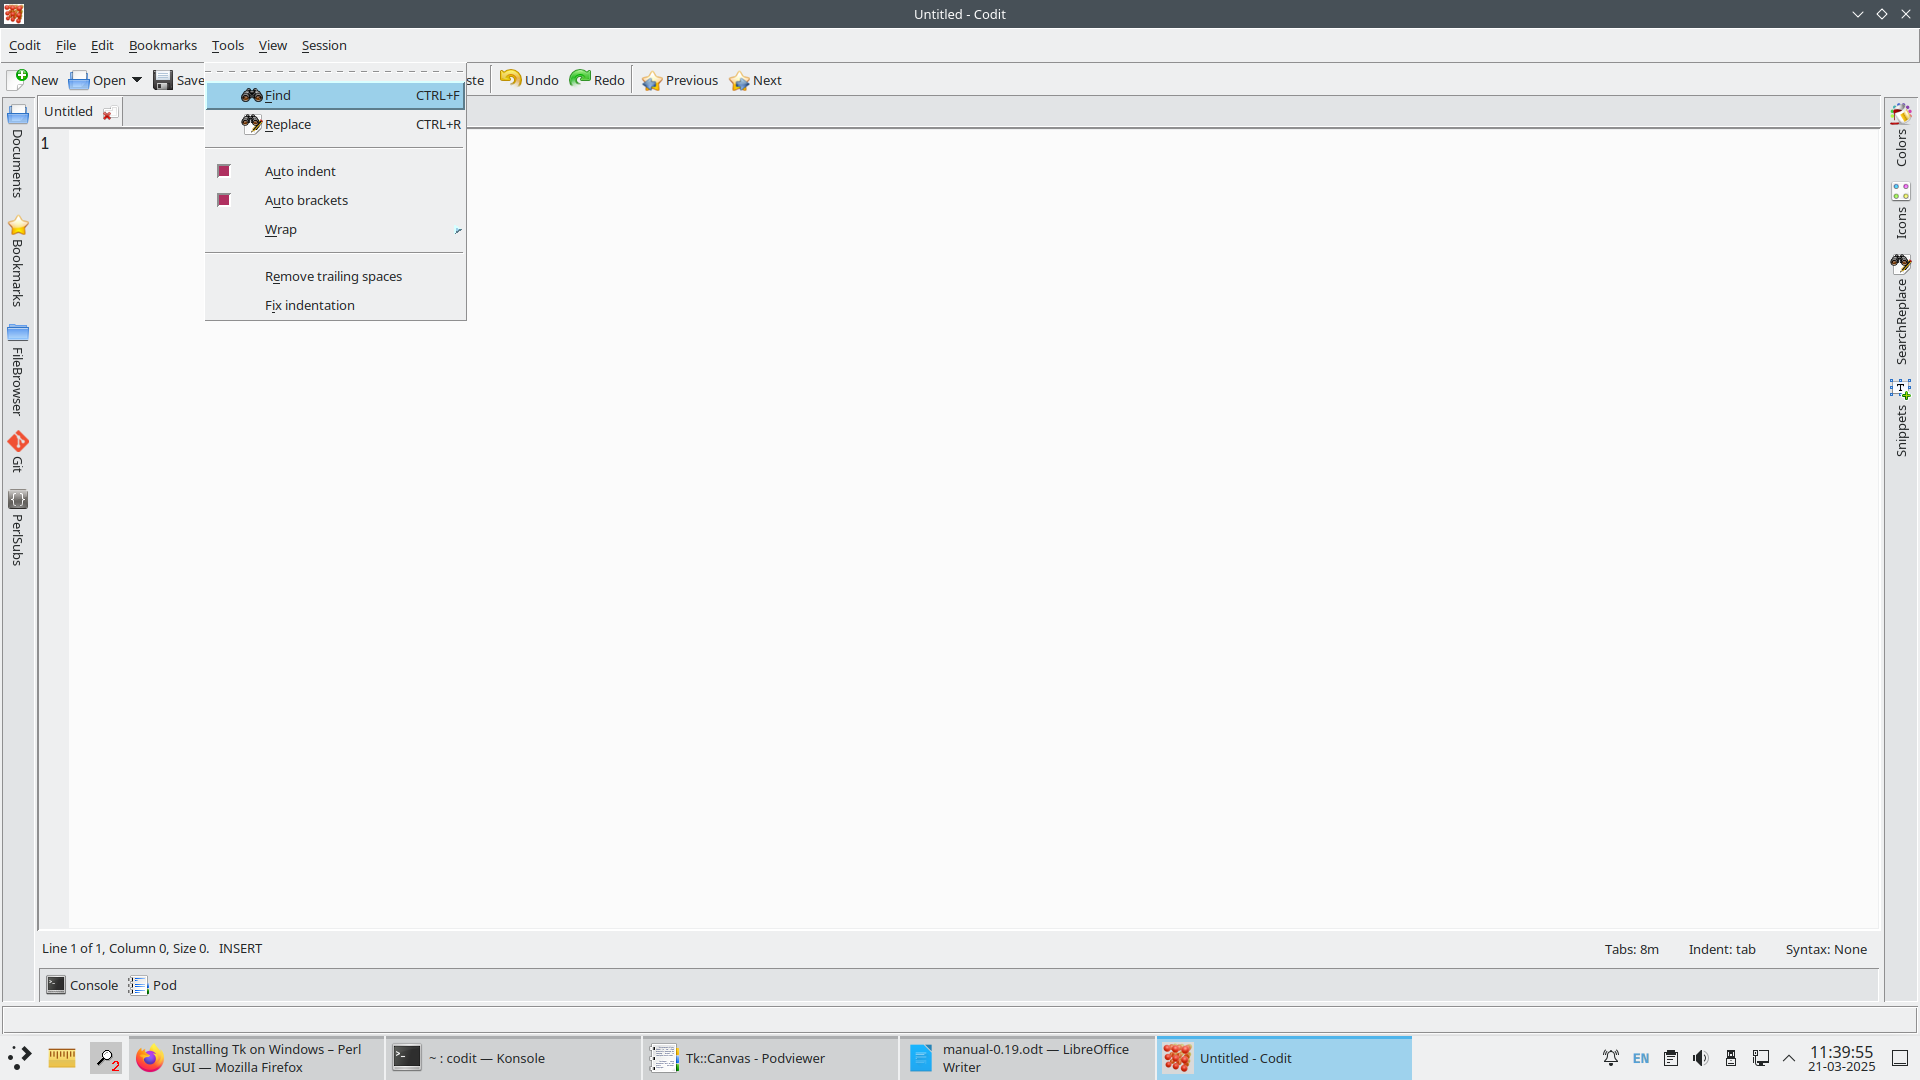 Untitled - Codit
Codit File Edit Bookmarks Tools View Session
New Open Save ste Undo Redo Previous Next
Untitled
Find CTRL+F
Replace CTRL+R
Auto indent
Auto brackets
Wrap
Remove trailing spaces
Fix indentation
1
Documents
Bookmarks
FileBrowser
Git
PerlSubs
Colors
Icons
SearchReplace
Snippets
Line 1 of 1, Column 0, Size 0. INSERT
Tabs: 8m Indent: tab Syntax: None
Console Pod
2
Installing Tk on Windows – Perl
GUI — Mozilla Firefox
~ : codit — Konsole
Tk::Canvas - Podviewer
manual-0.19.odt — LibreOffice
Writer
Untitled - Codit
EN
11:39:55
21-03-2025